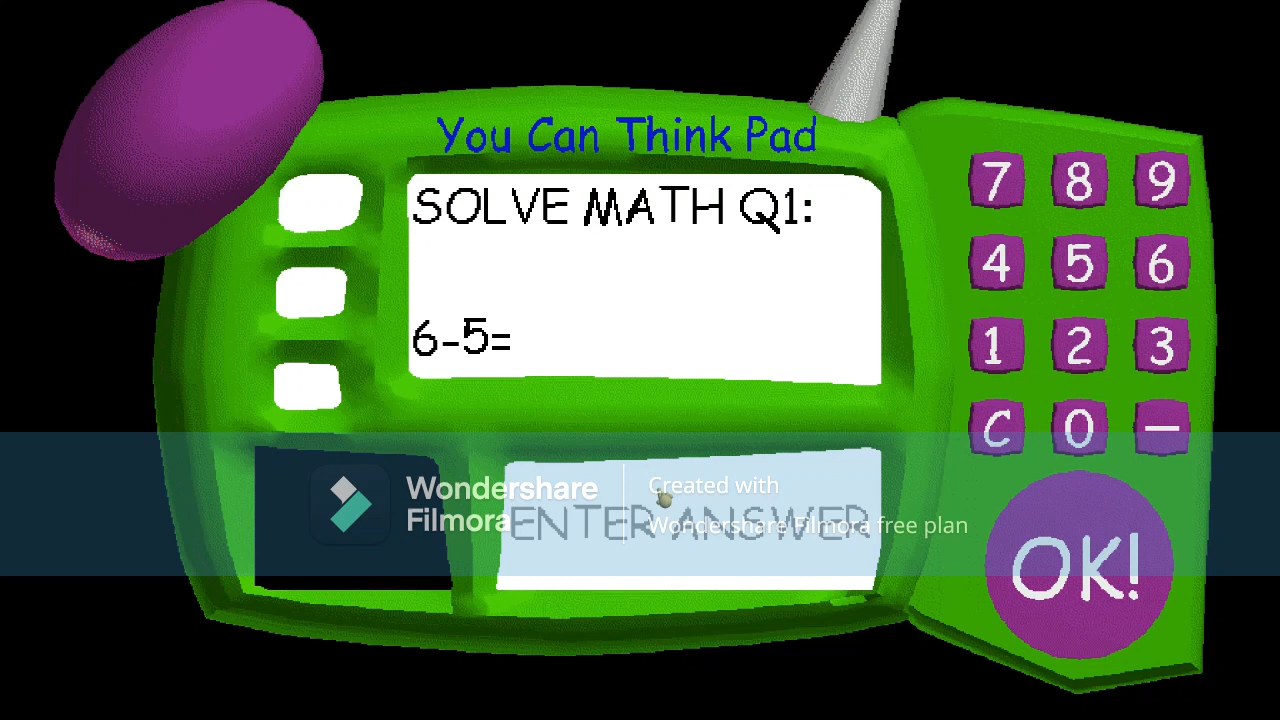 You Can Think Pad
SOLVE MATH Q1:
6-5=
7 8 9
4 5 6
1 2 3
C 0 —
Wondershare
Filmora
Created with
Wondershare Filmora free plan
ENTER ANSWER
OK!